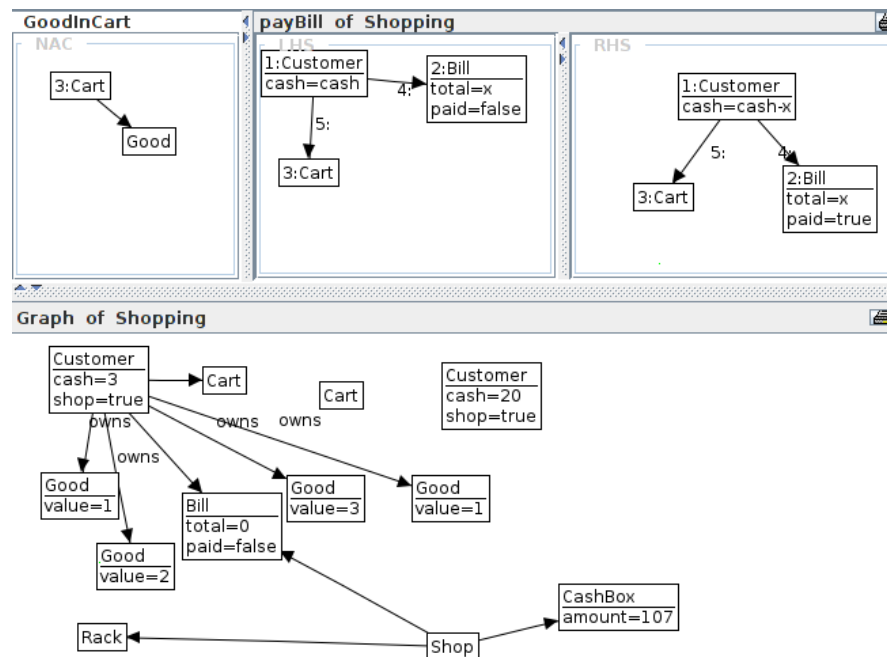 GoodInCart
payBill of Shopping
NAC
LHS
RHS
3:Cart
Good
1:Customer
cash=cash
2:Bill
total=x
paid=false
4:
5:
3:Cart
1:Customer
cash=cash-x
5:
4:
3:Cart
2:Bill
total=x
paid=true
Graph of Shopping
Customer
cash=3
shop=true
Cart
Cart
Customer
cash=20
shop=true
owns
owns
owns
owns
Good
value=1
Bill
total=0
paid=false
Good
value=3
Good
value=1
Good
value=2
CashBox
amount=107
Rack
Shop